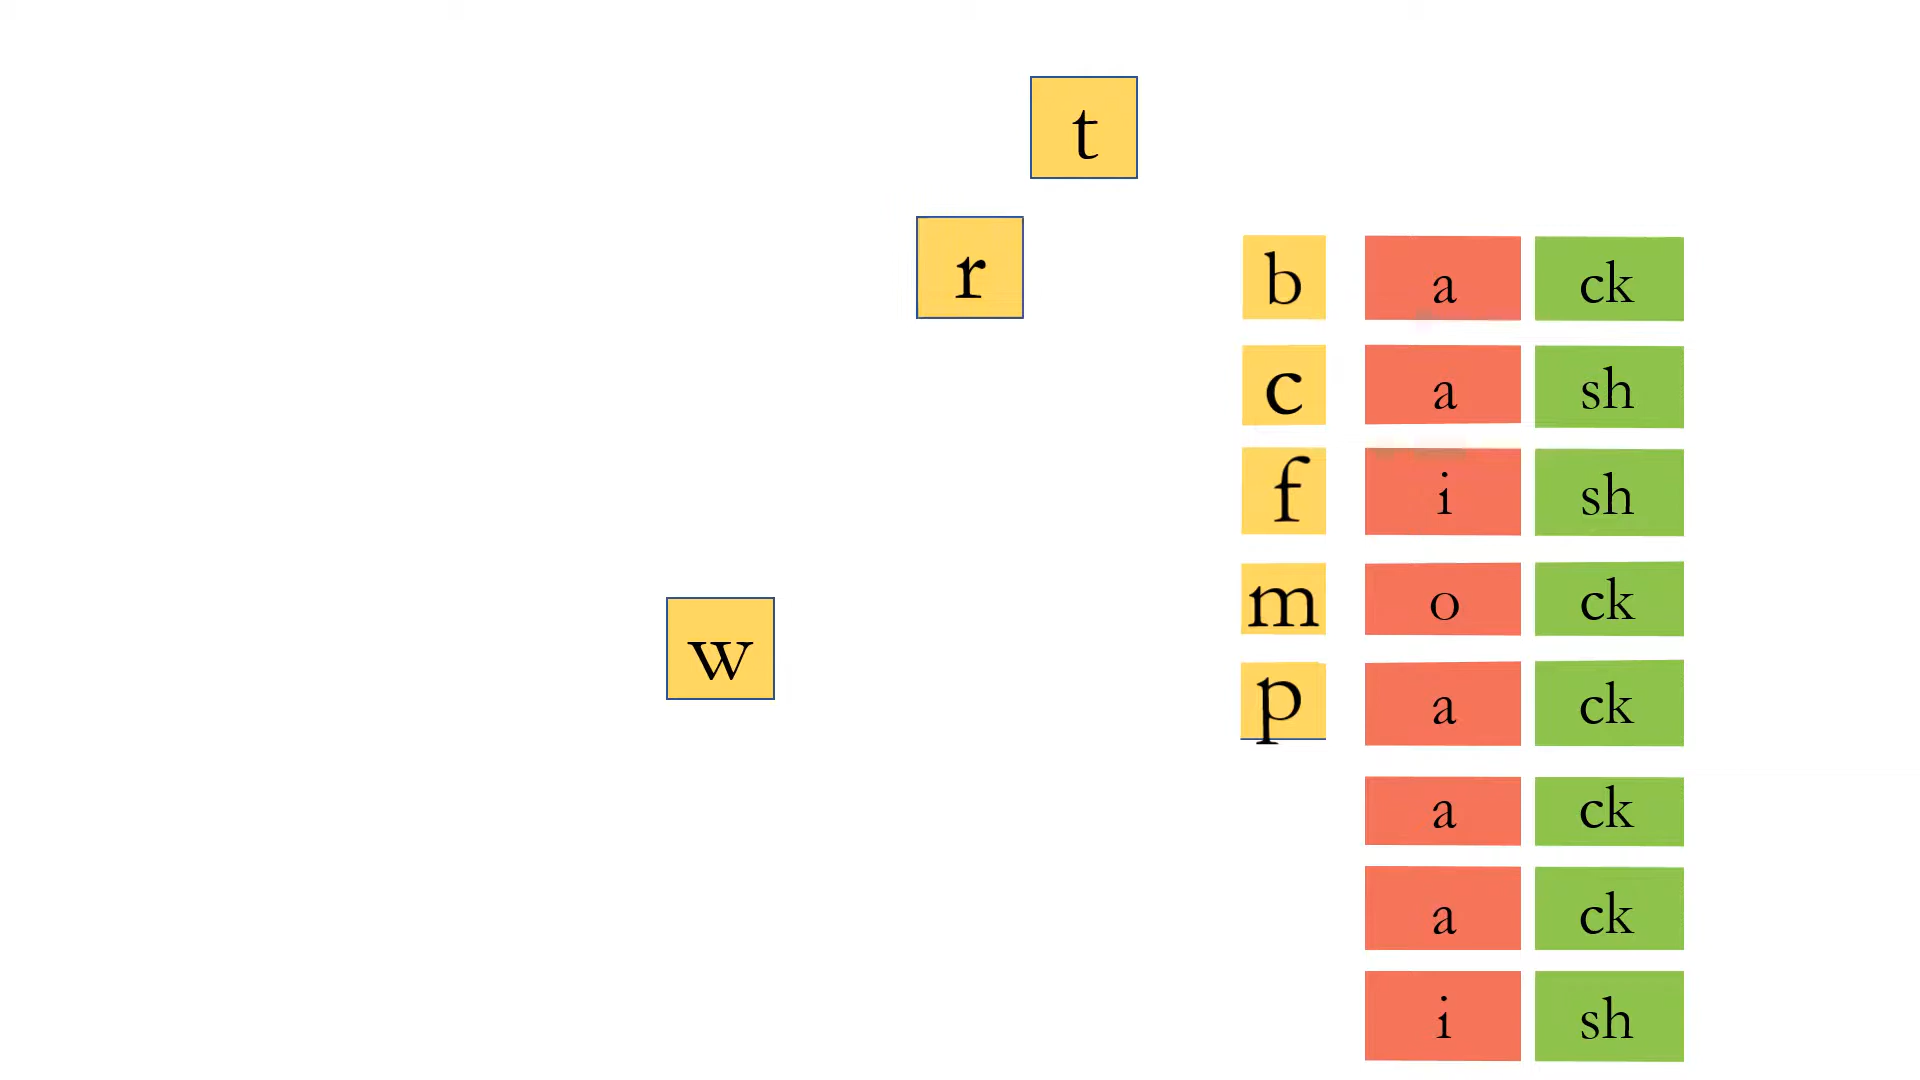 t
r
b a ck
c a sh
f i sh
m o ck
w
p a ck
a ck
a ck
i sh